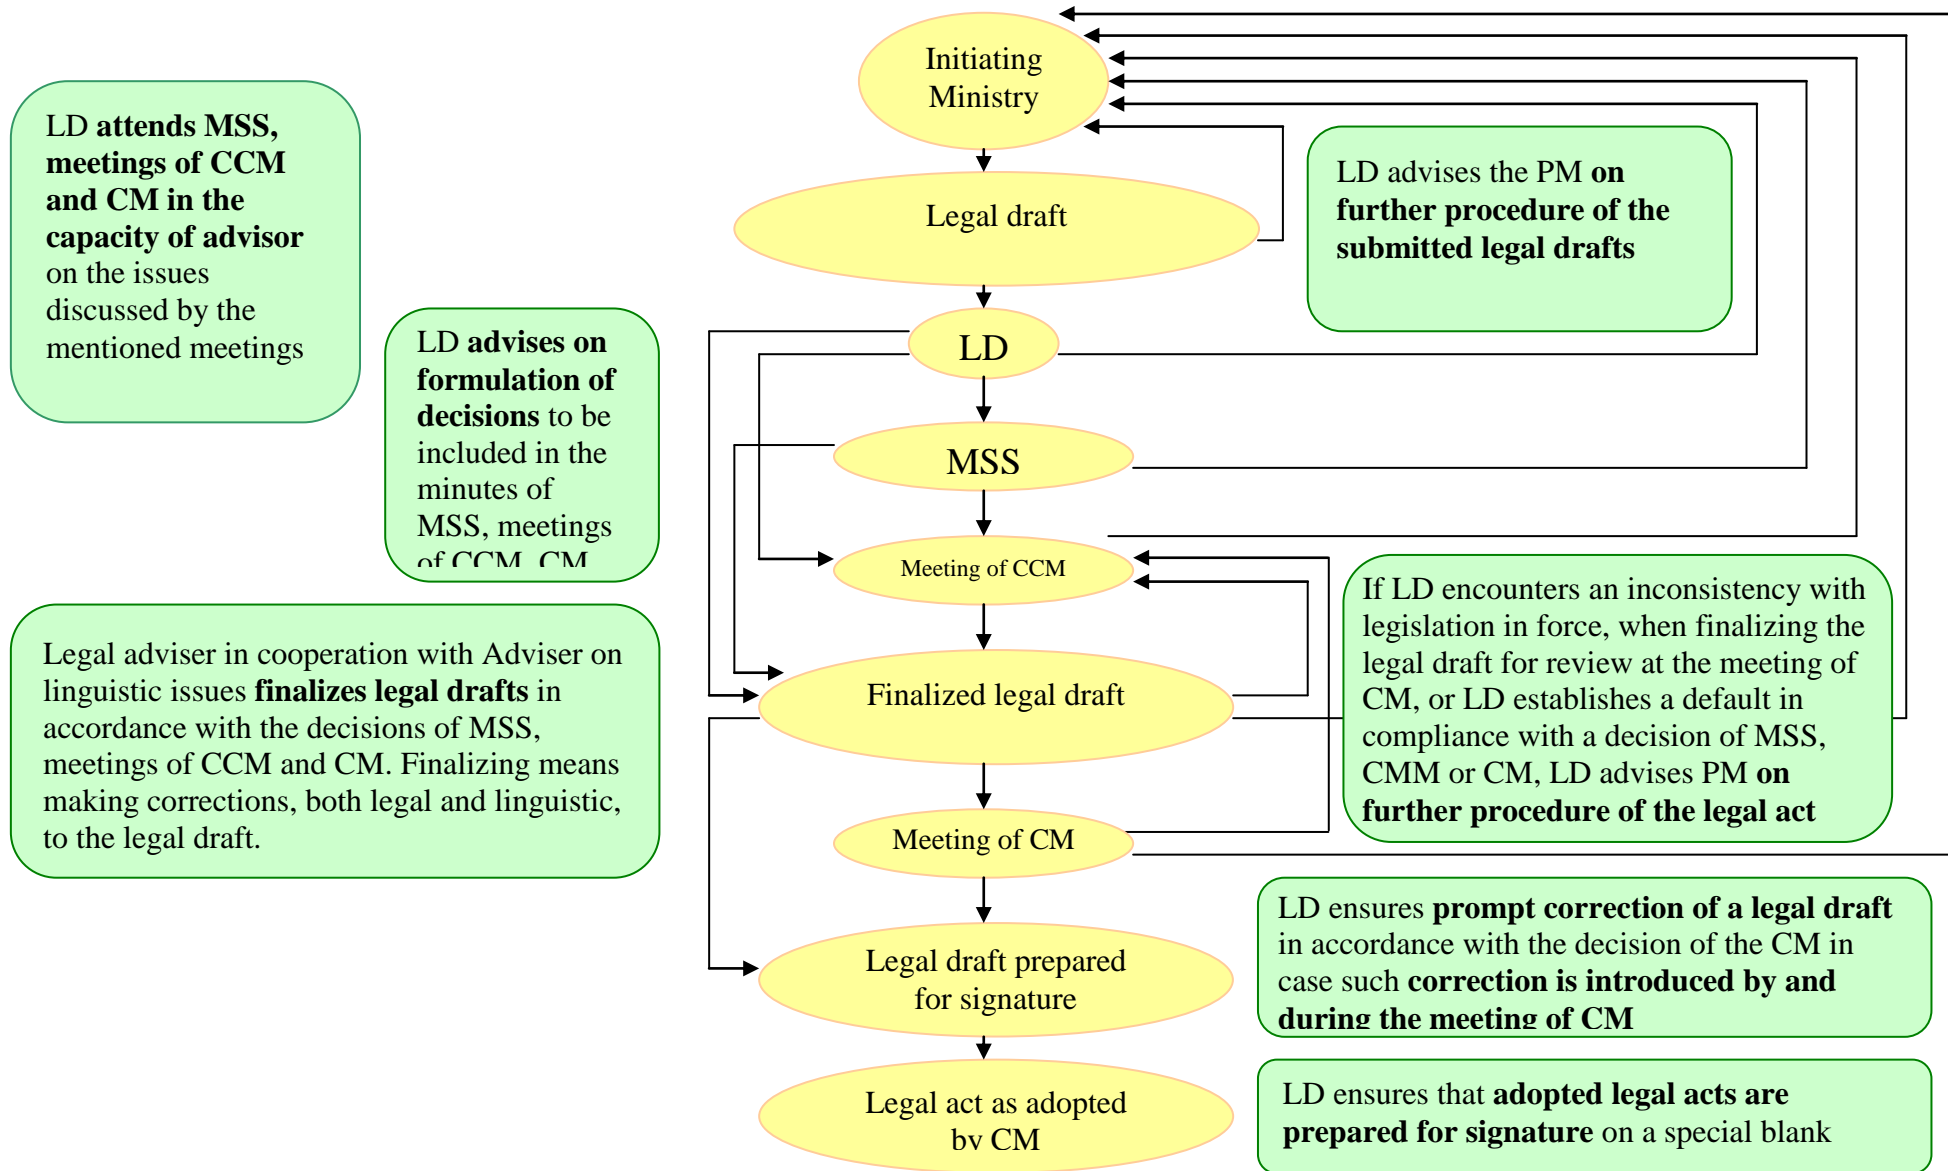 Initiating
Ministry
LD attends MSS,
meetings of CCM
and CM in the
capacity of advisor
on the issues
discussed by the
mentioned meetings
LD advises the PM on
further procedure of the
submitted legal drafts
Legal draft
LD advises on
formulation of
decisions to be
included in the
minutes of
MSS, meetings
of CCM, CM
LD
MSS
Meeting of CCM
If LD encounters an inconsistency with
legislation in force, when finalizing the
legal draft for review at the meeting of
CM, or LD establishes a default in
compliance with a decision of MSS,
CMM or CM, LD advises PM on
further procedure of the legal act
Legal adviser in cooperation with Adviser on
linguistic issues finalizes legal drafts in
accordance with the decisions of MSS,
meetings of CCM and CM. Finalizing means
making corrections, both legal and linguistic,
to the legal draft.
Finalized legal draft
Meeting of CM
LD ensures prompt correction of a legal draft
in accordance with the decision of the CM in
case such correction is introduced by and
during the meeting of CM
Legal draft prepared
for signature
LD ensures that adopted legal acts are
prepared for signature on a special blank
Legal act as adopted
by CM